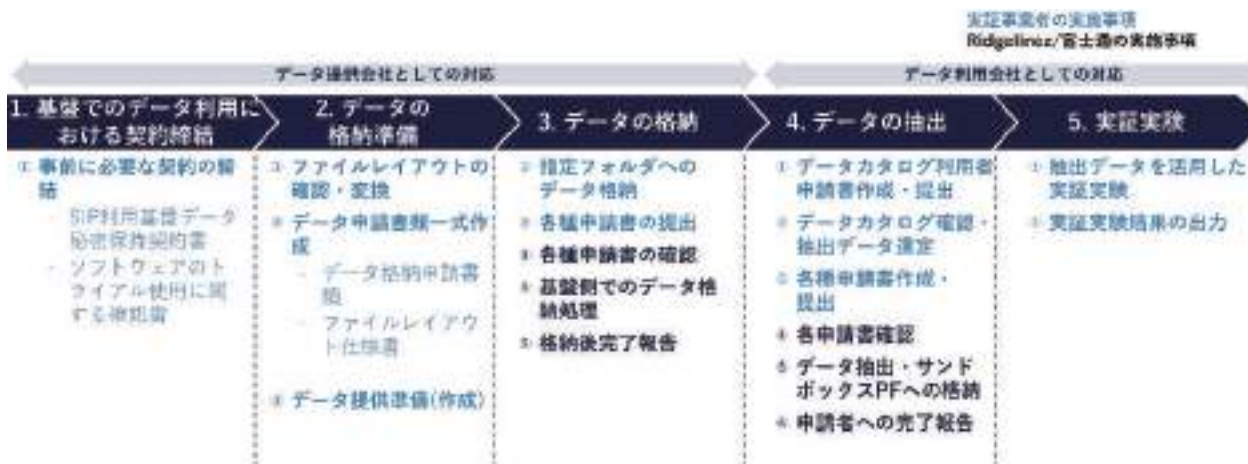 実証事業者の実施事項
Ridgelinez/富士通の実施事項
データ提供会社としての対応
データ利用会社としての対応
1. 基盤でのデータ利用に
おける契約締結
2. データの
格納準備
3. データの格納
4. データの抽出
5. 実証実験
① 事前に必要な契約の締
結
- SIP利用基盤データ
秘密保持契約書
- ソフトウェアのト
ライアル使用に関
する確認書
① ファイルレイアウトの
確認・変換
② データ申請書類一式作
成
- データ格納申請書
類
- ファイルレイアウ
ト仕様書
③ データ提供準備(作成)
① 指定フォルダへの
データ格納
② 各種申請書の提出
③ 各種申請書の確認
④ 基盤側でのデータ格
納処理
⑤ 格納後完了報告
① データカタログ利用者
申請書作成・提出
② データカタログ確認・
抽出データ選定
③ 各種申請書作成・
提出
④ 各申請書確認
⑤ データ抽出・サンド
ボックスPFへの格納
⑥ 申請者への完了報告
① 抽出データを活用した
実証実験
② 実証実験結果の出力